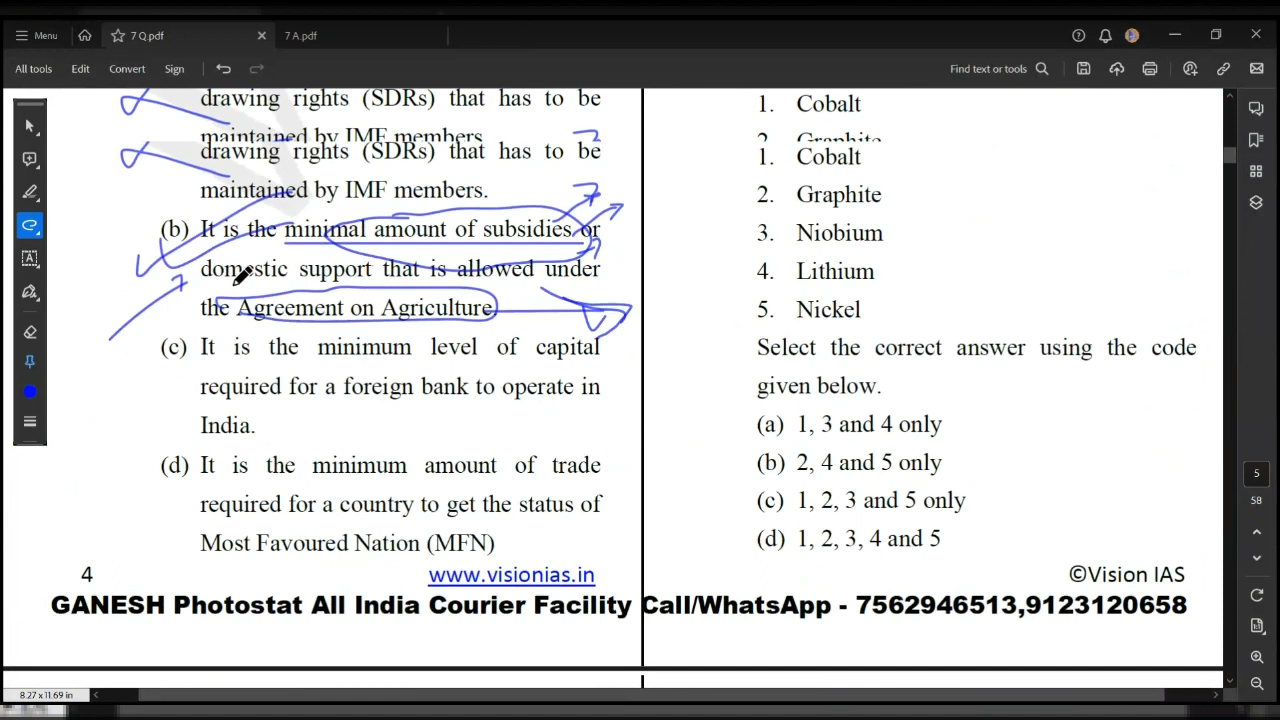 Menu
7 Q.pdf
7 A.pdf
All tools
Edit
Convert
Sign
Find text or tools
drawing rights (SDRs) that has to be
maintained by IMF members
drawing rights (SDRs) that has to be
maintained by IMF members.
(b) It is the minimal amount of subsidies or
domestic support that is allowed under
the Agreement on Agriculture
(c) It is the minimum level of capital
required for a foreign bank to operate in
India.
(d) It is the minimum amount of trade
required for a country to get the status of
Most Favoured Nation (MFN)
1. Cobalt
2. Graphite
1. Cobalt
2. Graphite
3. Niobium
4. Lithium
5. Nickel
Select the correct answer using the code
given below.
(a) 1, 3 and 4 only
(b) 2, 4 and 5 only
(c) 1, 2, 3 and 5 only
(d) 1, 2, 3, 4 and 5
4
www.visionias.in
©Vision IAS
GANESH Photostat All India Courier Facility Call/WhatsApp - 7562946513,9123120658
5
58
8.27 x 11.69 in